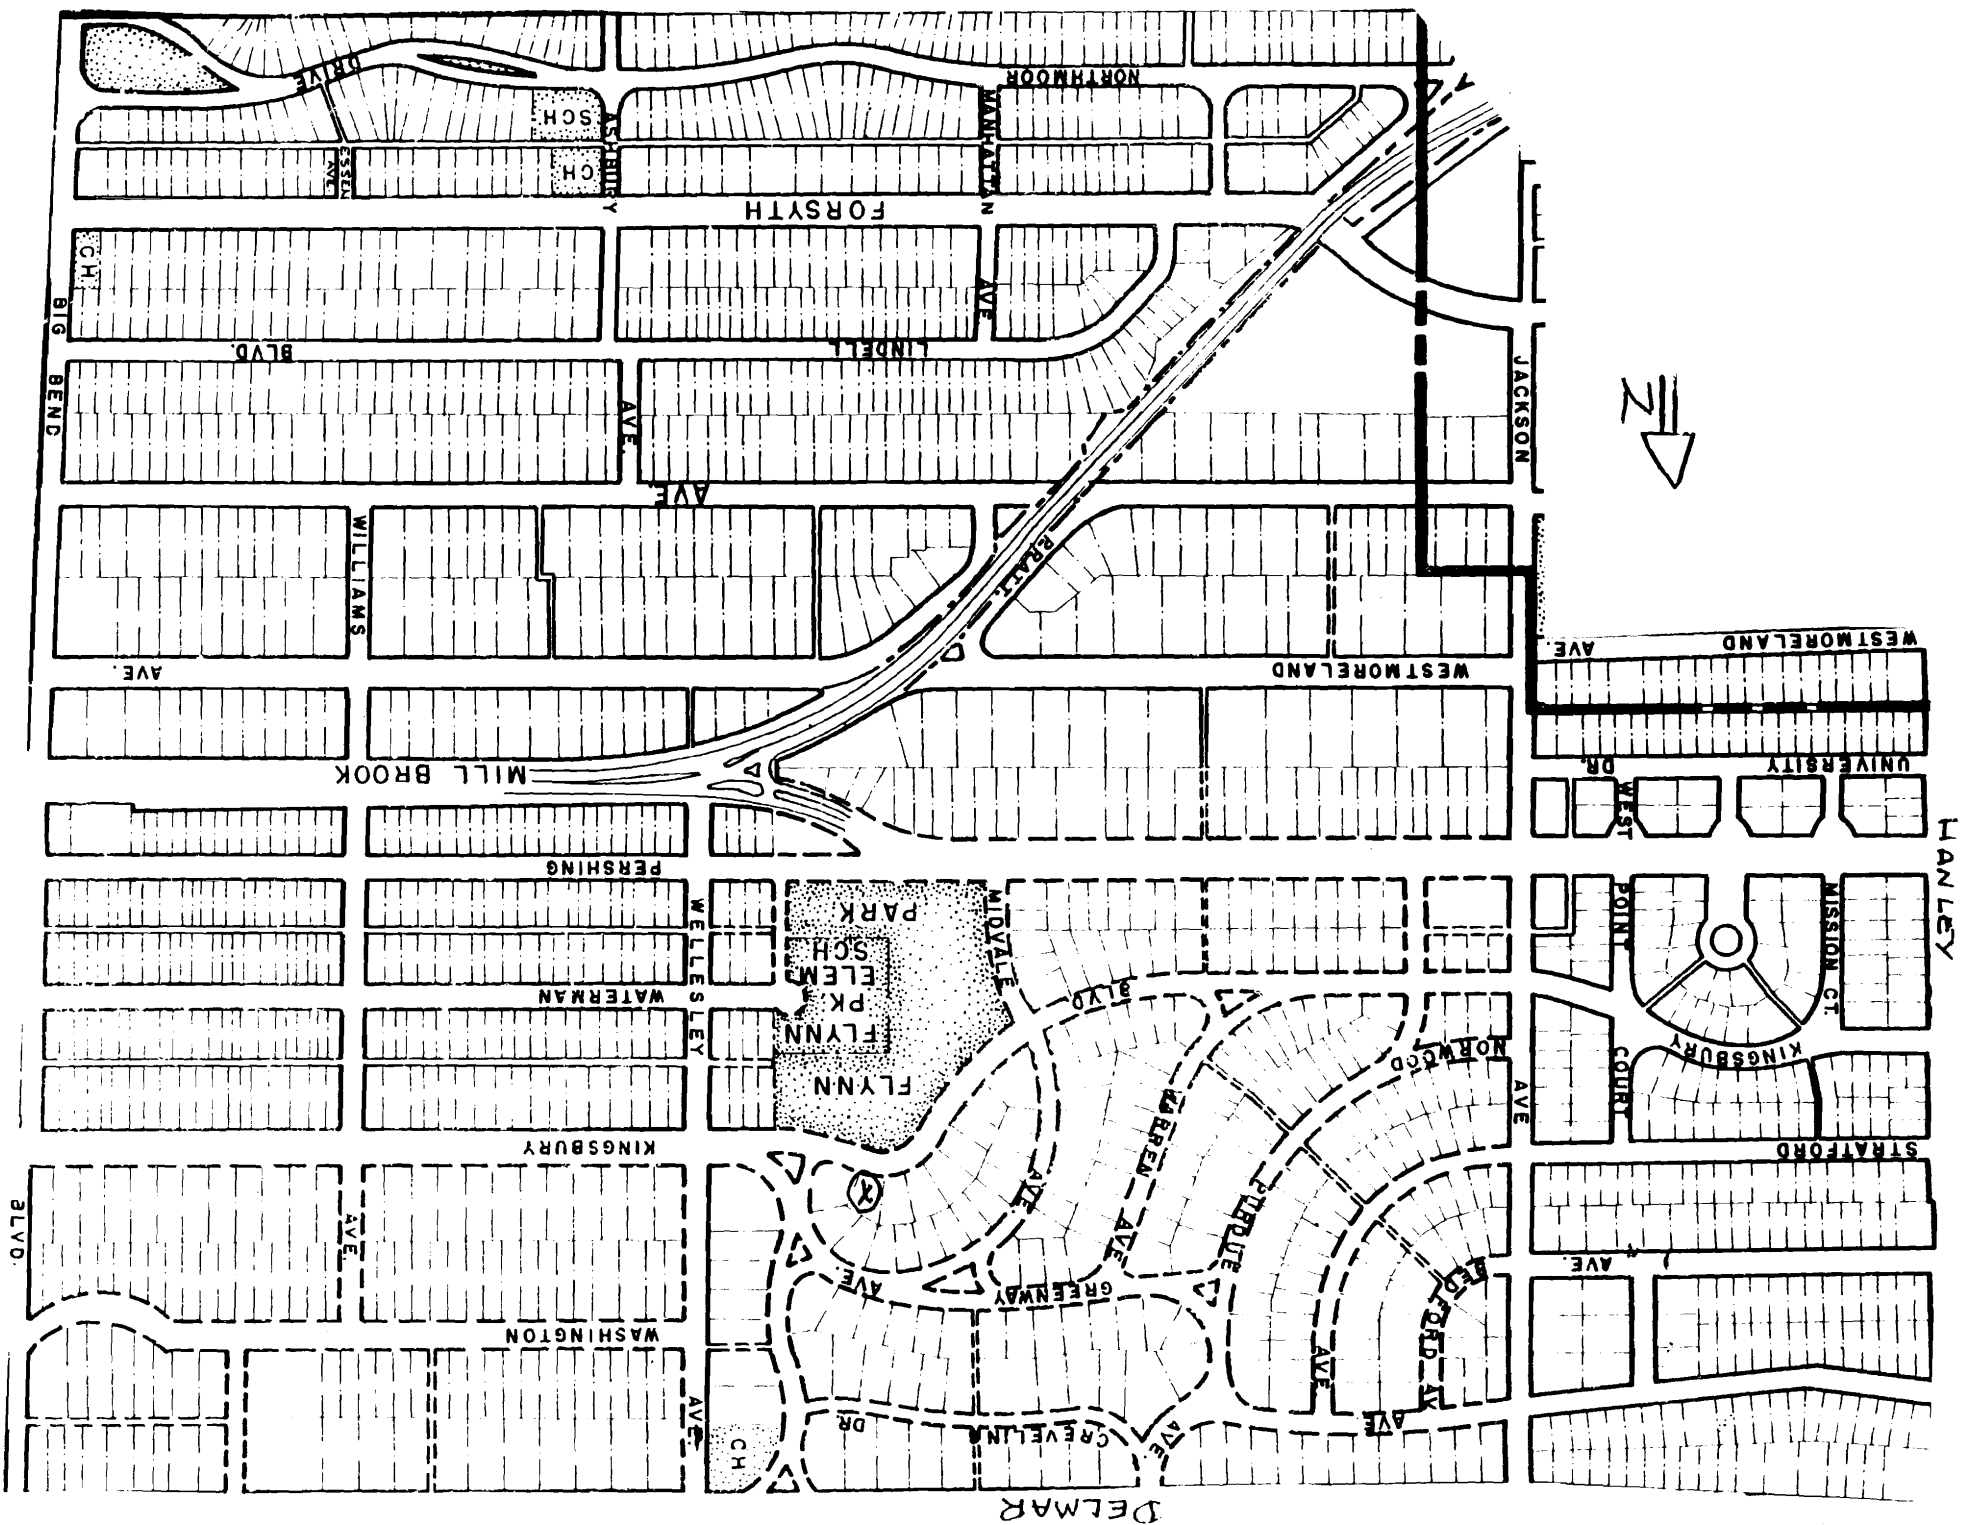 DELMAR
CH
CREVELIN
DR.
AVE.
AVE
WASHINGTON
AVE.
GREENWAY
AVE.
BEDFORD AV
AVE
PURDUE
WARREN AVE
AVE
AVE.
BLVD.
AVE.
STRATFORD
KINGSBURY
KINGSBURY
NORWOOD
COURT
POINT
WEST
AVE
FLYNN
FLYNN
PK
ELEM
SCH
PARK
MIDVALE
BLVD
WATERMAN
WELLESLEY
PERSHING
MISSION CT.
HANLEY
MILL BROOK
UNIVERSITY
DR.
WESTMORELAND
AVE.
WESTMORELAND
AVE.
WILLIAMS
P.R.A.T.T.
AVE.
AVE.
JACKSON
N
BIG
BEND
LINDELL
BLVD.
AVE
CH
FORSYTH
MANHATTAN
ASHBURY
ESSEN
AVE
CH
SCH
NORTHMOOR
DRIVE